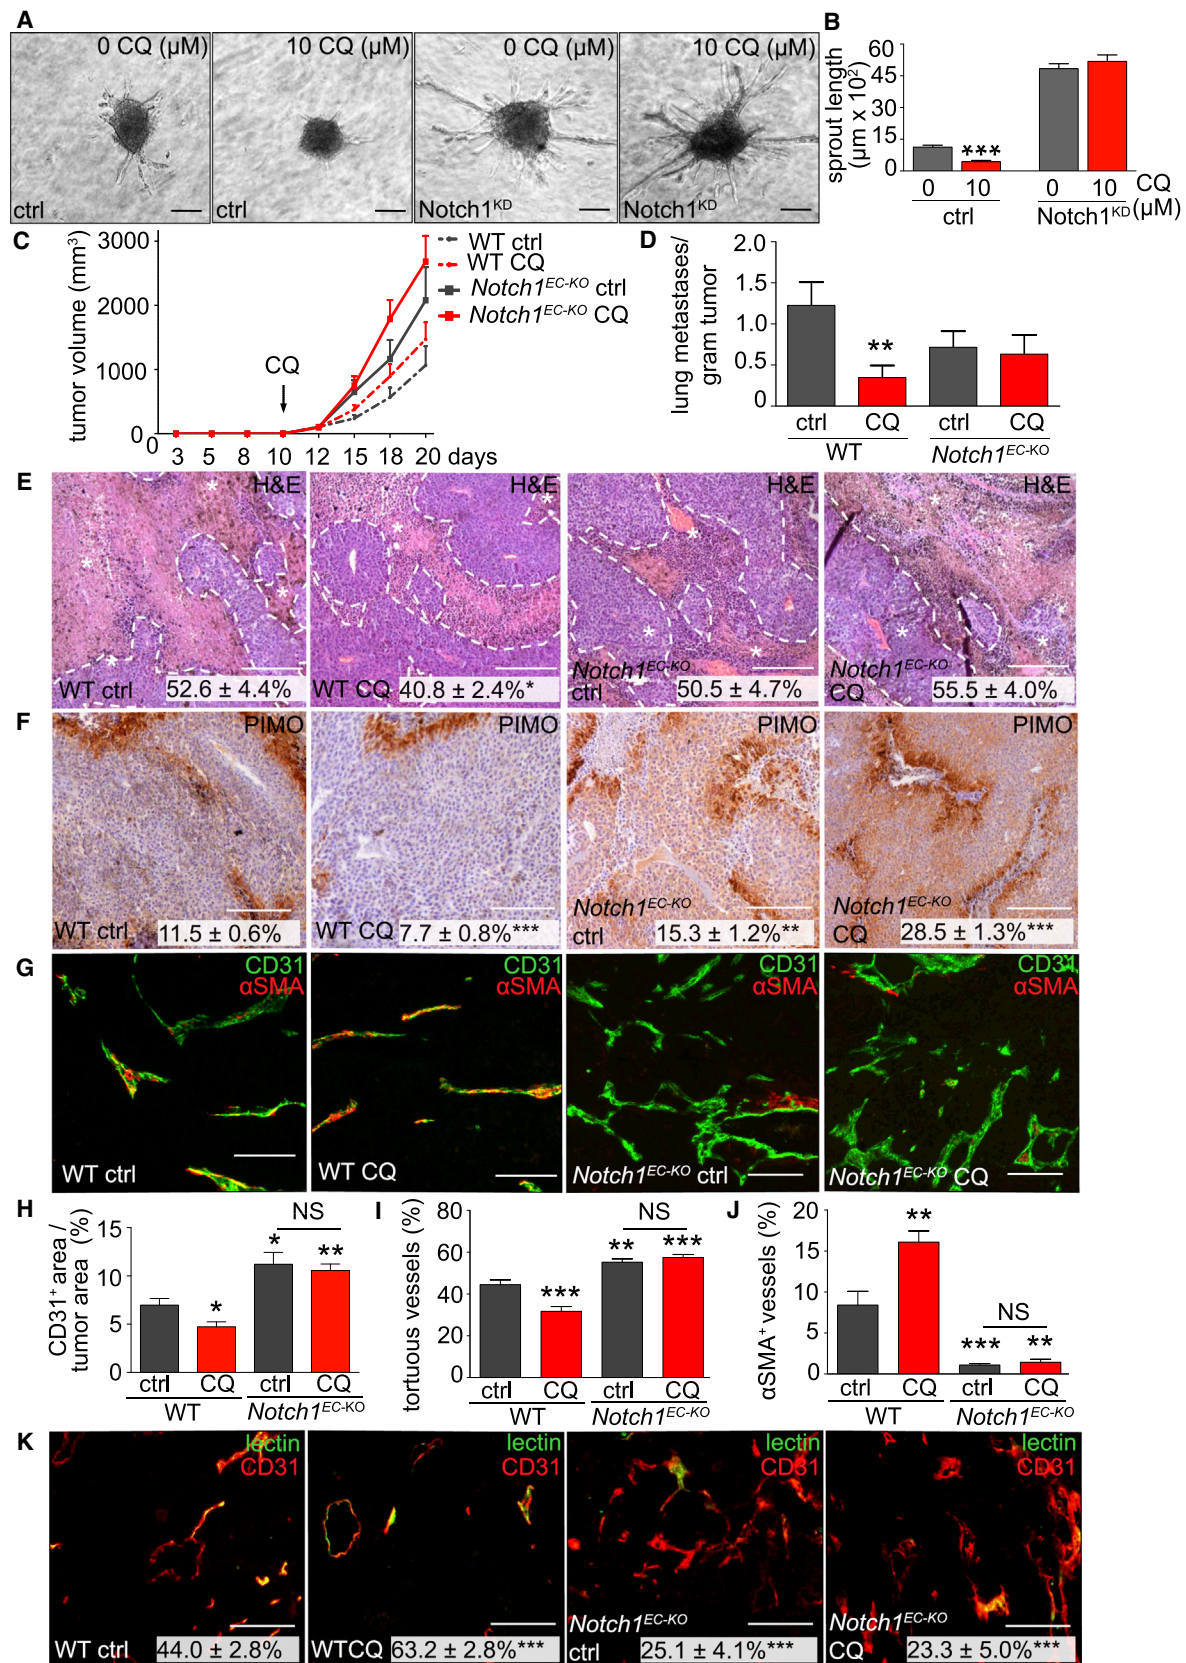 A
0 CQ (µM)
10 CQ (µM)
0 CQ (µM)
10 CQ (µM)
ctrl
ctrl
Notch1KD
Notch1KD
B
sprout length
(µm x 10²)
60
45
30
15
0
***
0 10 0 10 CQ
ctrl Notch1KD (µM)
C
tumor volume (mm³)
3000
2000
1000
0
CQ
3 5 8 10 12 15 18 20 days
WT ctrl
WT CQ
Notch1EC-KO ctrl
Notch1EC-KO CQ
D
lung metastases/
gram tumor
2.0
1.5
1.0
0.5
0
**
ctrl CQ ctrl CQ
WT Notch1EC-KO
E
H&E
H&E
H&E
H&E
* * * *
* *
* * *
* * *
WT ctrl 52.6 ± 4.4%
WT CQ 40.8 ± 2.4%*
Notch1EC-KO
ctrl 50.5 ± 4.7%
Notch1EC-KO
CQ 55.5 ± 4.0%
F
PIMO
PIMO
PIMO
PIMO
WT ctrl 11.5 ± 0.6%
WT CQ 7.7 ± 0.8%***
Notch1EC-KO
ctrl 15.3 ± 1.2%**
Notch1EC-KO
CQ 28.5 ± 1.3%***
G
CD31
αSMA
CD31
αSMA
CD31
αSMA
CD31
αSMA
WT ctrl
WT CQ
Notch1EC-KO ctrl
Notch1EC-KO CQ
H
CD31+ area /
tumor area (%)
15
10
5
0
NS
* * **
ctrl CQ ctrl CQ
WT Notch1EC-KO
I
tortuous vessels (%)
80
60
40
20
0
NS
*** ** ***
ctrl CQ ctrl CQ
WT Notch1EC-KO
J
αSMA+ vessels (%)
20
15
10
5
0
**
NS
*** **
ctrl CQ ctrl CQ
WT Notch1EC-KO
K
lectin
CD31
lectin
CD31
lectin
CD31
lectin
CD31
WT ctrl 44.0 ± 2.8%
WTCQ 63.2 ± 2.8%***
Notch1EC-KO
ctrl 25.1 ± 4.1%***
Notch1EC-KO
CQ 23.3 ± 5.0%***